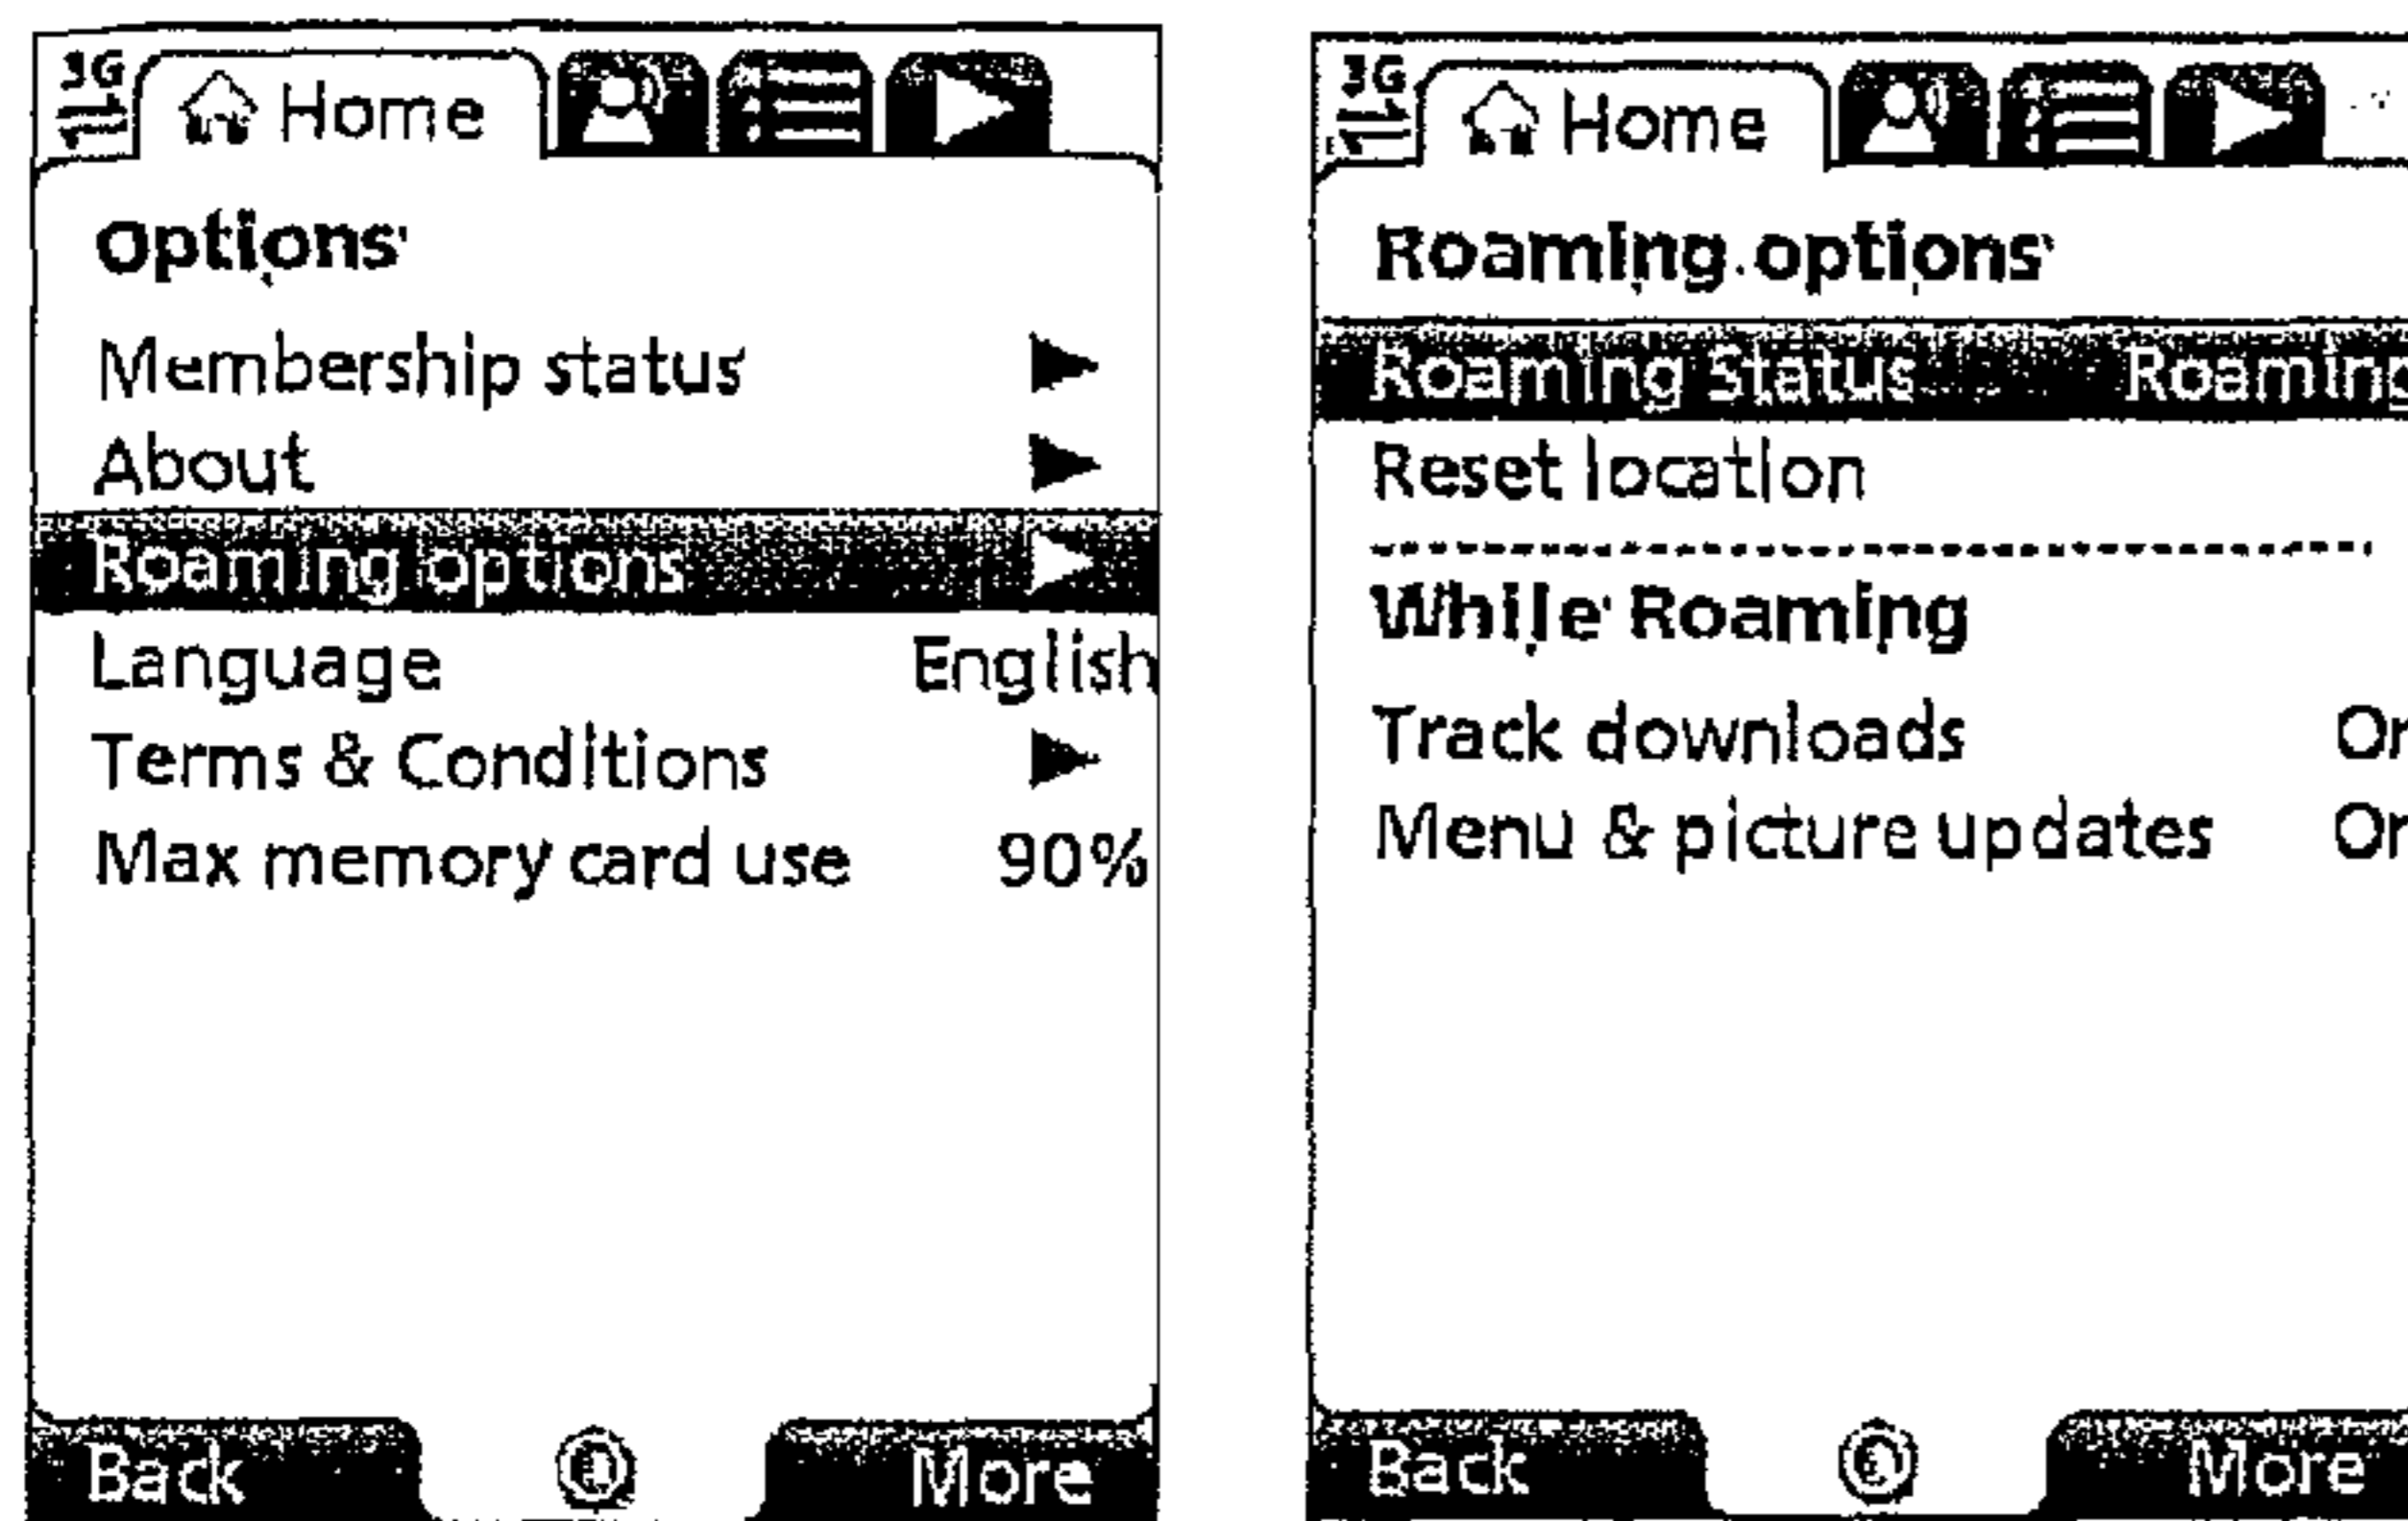 3G
Home
Options
Membership status
About
Roaming options
Language English
Terms & Conditions
Max memory card use 90%
Back More
3G
Home
Roaming options
Roaming Status Roaming
Reset location
While Roaming
Track downloads
Menu & picture updates
Back More